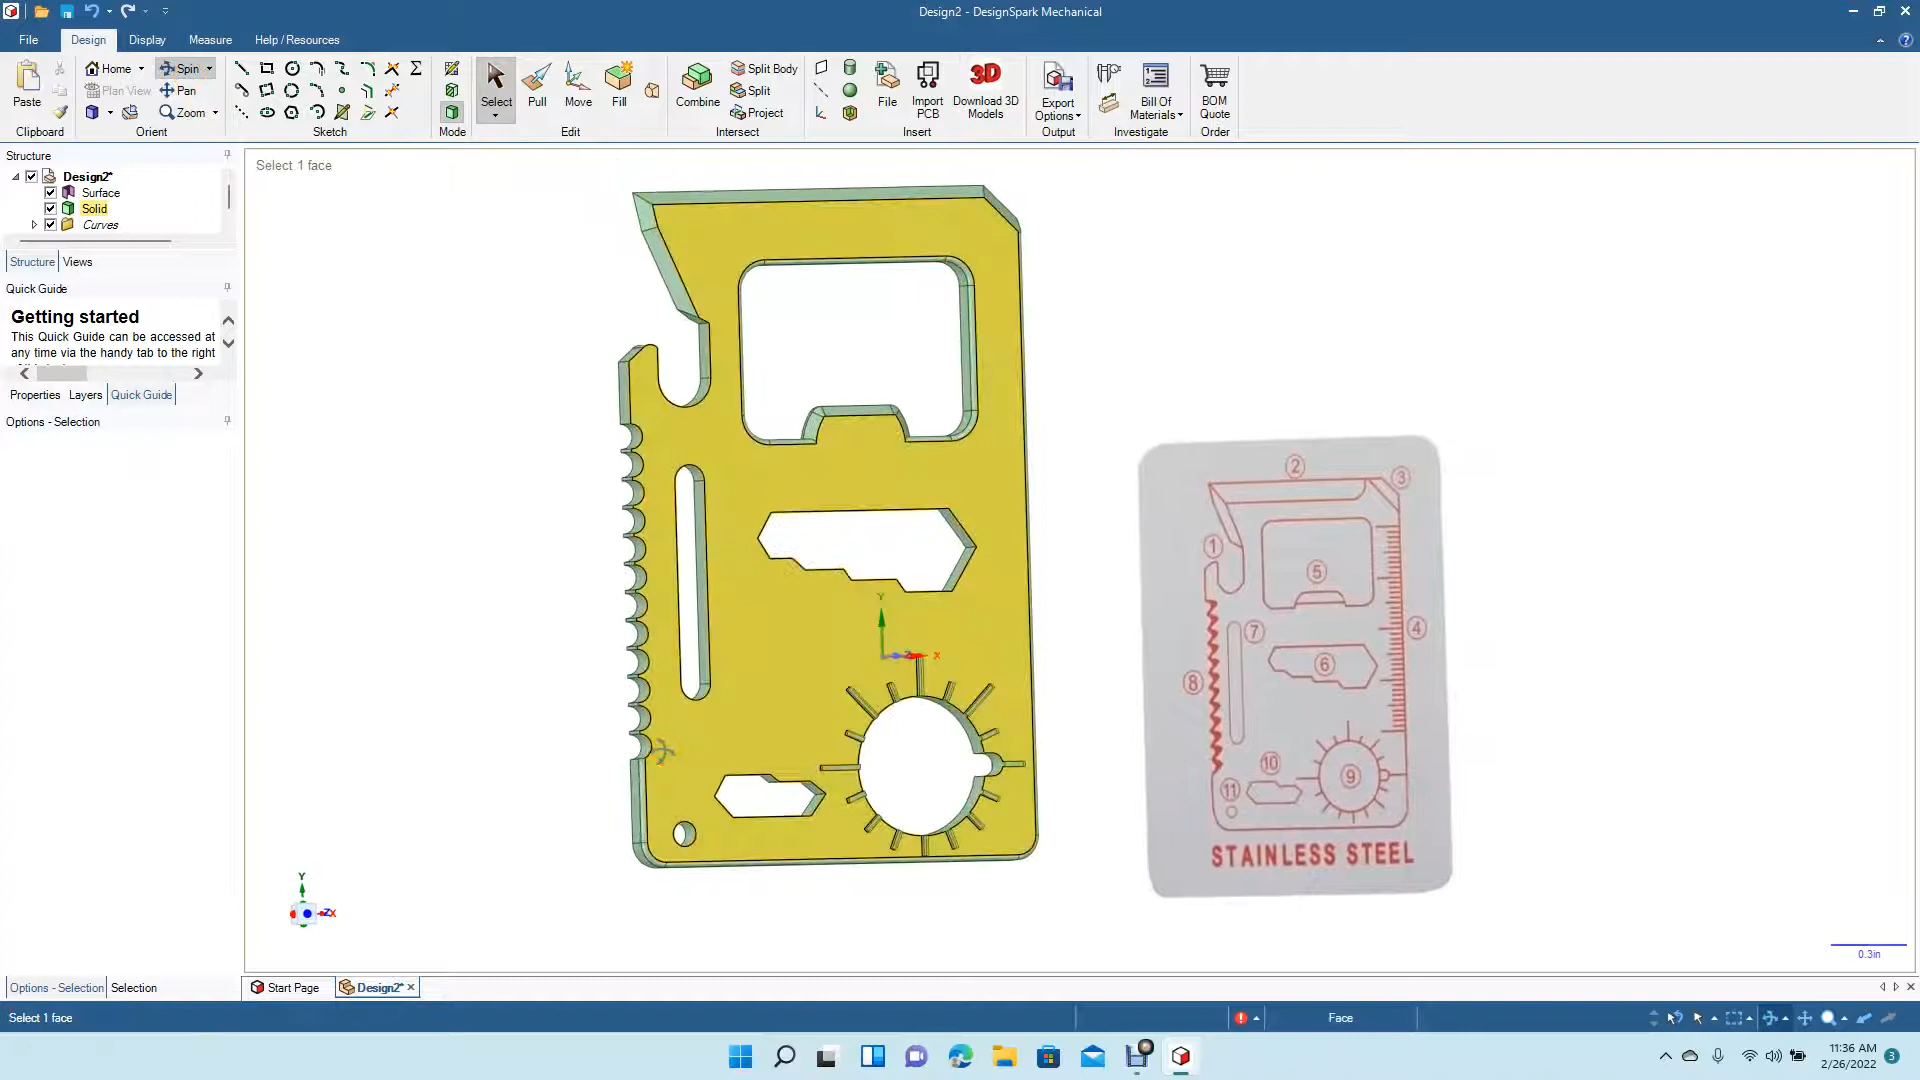 Design2 - DesignSpark Mechanical
File Design Display Measure Help / Resources
Paste
Clipboard
Home Spin
Plan View Pan
Zoom
Orient
Sketch
Mode
Select Pull Move Fill
Edit
Combine
Split Body
Split
Project
Intersect
File
Import PCB
Download 3D Models
3D
Insert
Export Options
Output
Bill Of Materials
Investigate
BOM Quote
Order
Structure
Design2*
Surface
Solid
Curves
Structure Views
Quick Guide
Getting started
This Quick Guide can be accessed at
any time via the handy tab to the right
Properties Layers Quick Guide
Options - Selection
Select 1 face
Y
Z X
Y
ZX
2
3
1
5
4
7
6
8
10
9
11
STAINLESS STEEL
0.3in
Options - Selection Selection
Start Page Design2*
Select 1 face
Face
11:36 AM
2/26/2022
3